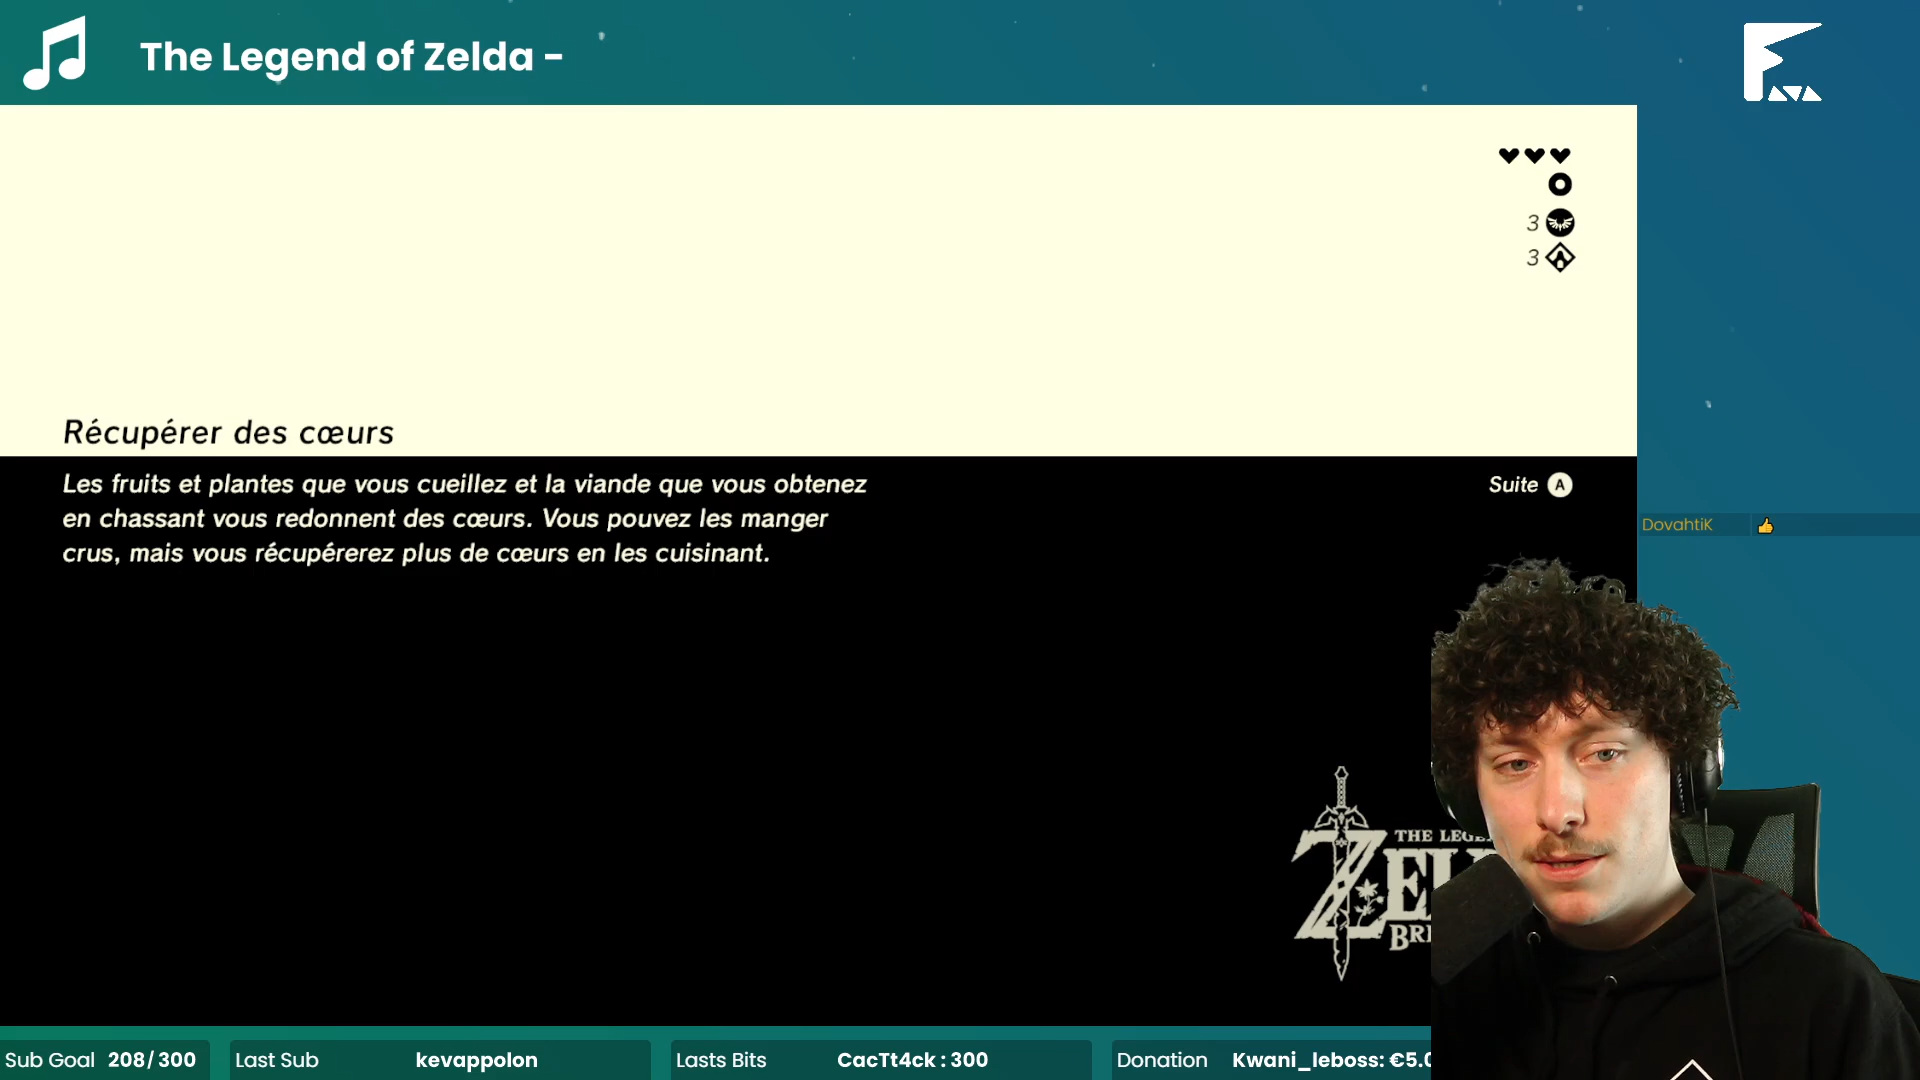 The Legend of Zelda -
3
3
Récupérer des cœurs
Les fruits et plantes que vous cueillez et la viande que vous obtenez
en chassant vous redonnent des cœurs. Vous pouvez les manger
crus, mais vous récupérerez plus de cœurs en les cuisinant.
Suite A
DovahtiK
THE
Sub Goal 208/300
Last Sub kevappolon
Lasts Bits CacTt4ck : 300
Donation Kwani_leboss: